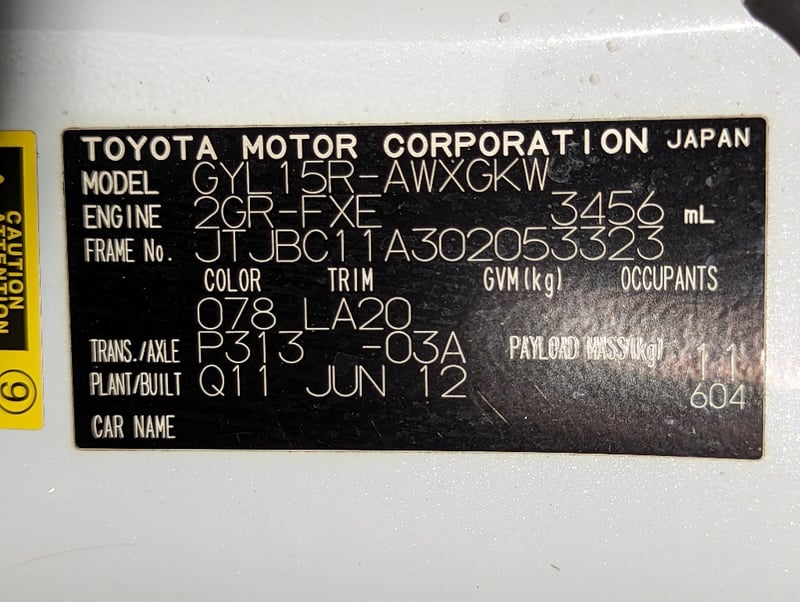 TOYOTA MOTOR CORPORATION JAPAN
MODEL GYL15R-AWXGKW
ENGINE 2GR-FXE 3456 mL
FRAME No. JTJBC11A302053323
COLOR TRIM GVM(kg) OCCUPANTS
078 LA20
TRANS./AXLE P313 -03A PAYLOAD MASS(kg) 11
PLANT/BUILT Q11 JUN 12 604
CAR NAME
CAUTION
ATTENTION
9